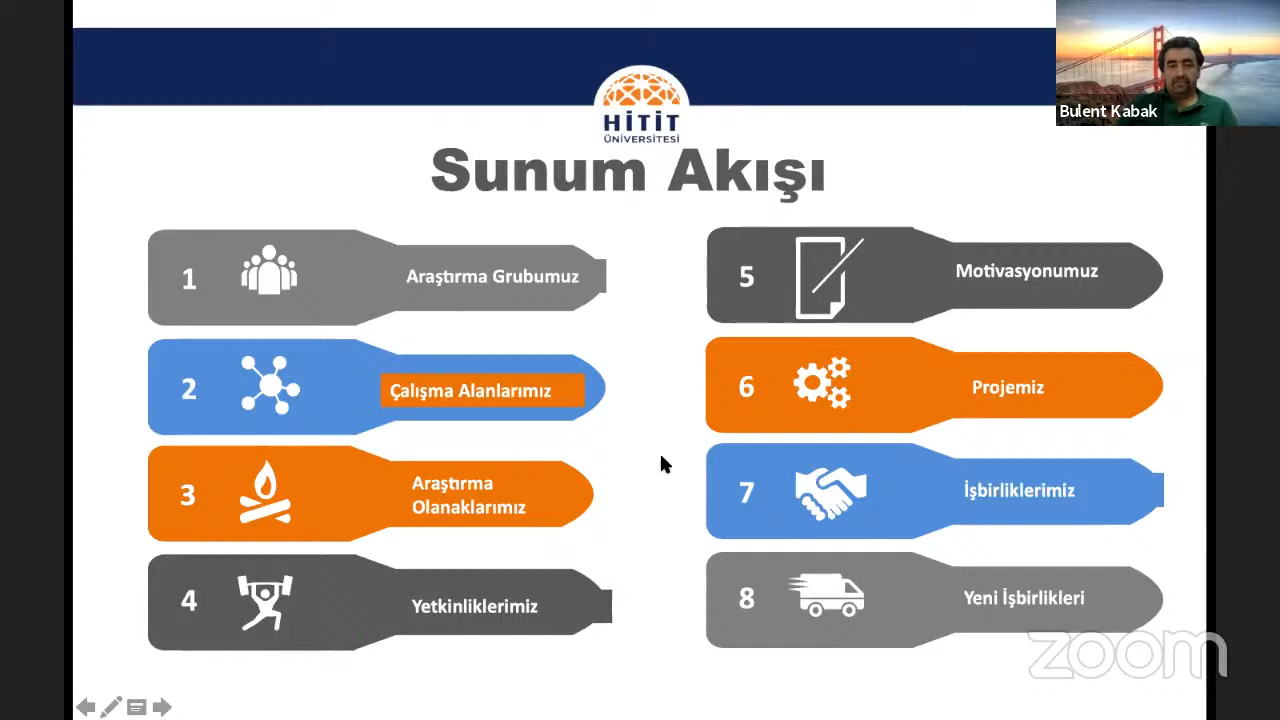 Bulent Kabak
HİTİT
ÜNİVERSİTESİ
Sunum Akışı
1
Araştırma Grubumuz
2
Çalışma Alanlarımız
3
Araştırma
Olanaklarımız
4
Yetkinliklerimiz
5
Motivasyonumuz
6
Projemiz
7
İşbirliklerimiz
8
Yeni İşbirlikleri
zoom